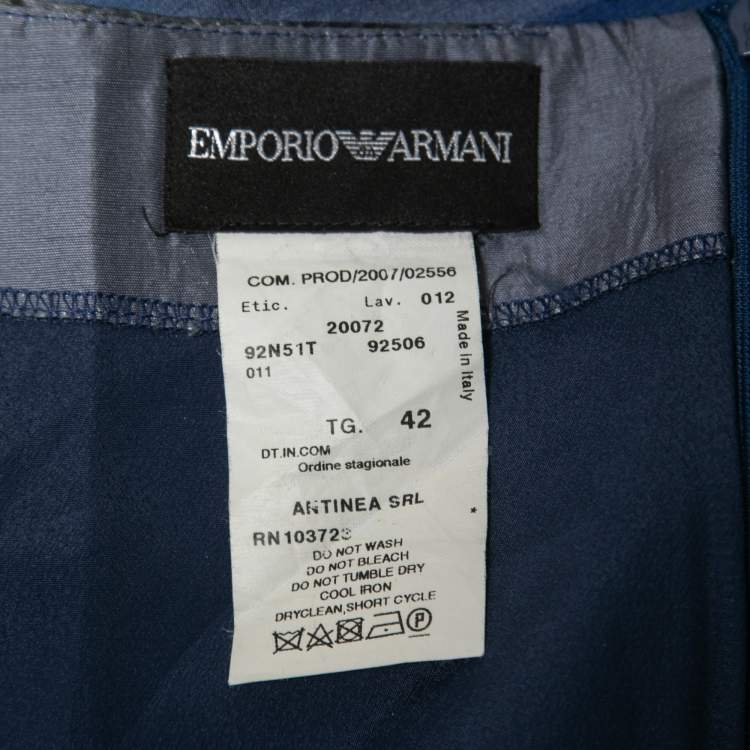 EMPORIO ARMANI
COM. PROD/2007/02556
Etic. Lav. 012
20072
92N51T 92506
011
Made in Italy
TG. 42
DT.IN.COM
Ordine stagionale
ANTINEA SRL
*
DO NOT WASH
DO NOT BLEACH
DO NOT TUMBLE DRY
COOL IRON
DRYCLEAN,SHORT CYCLE
P